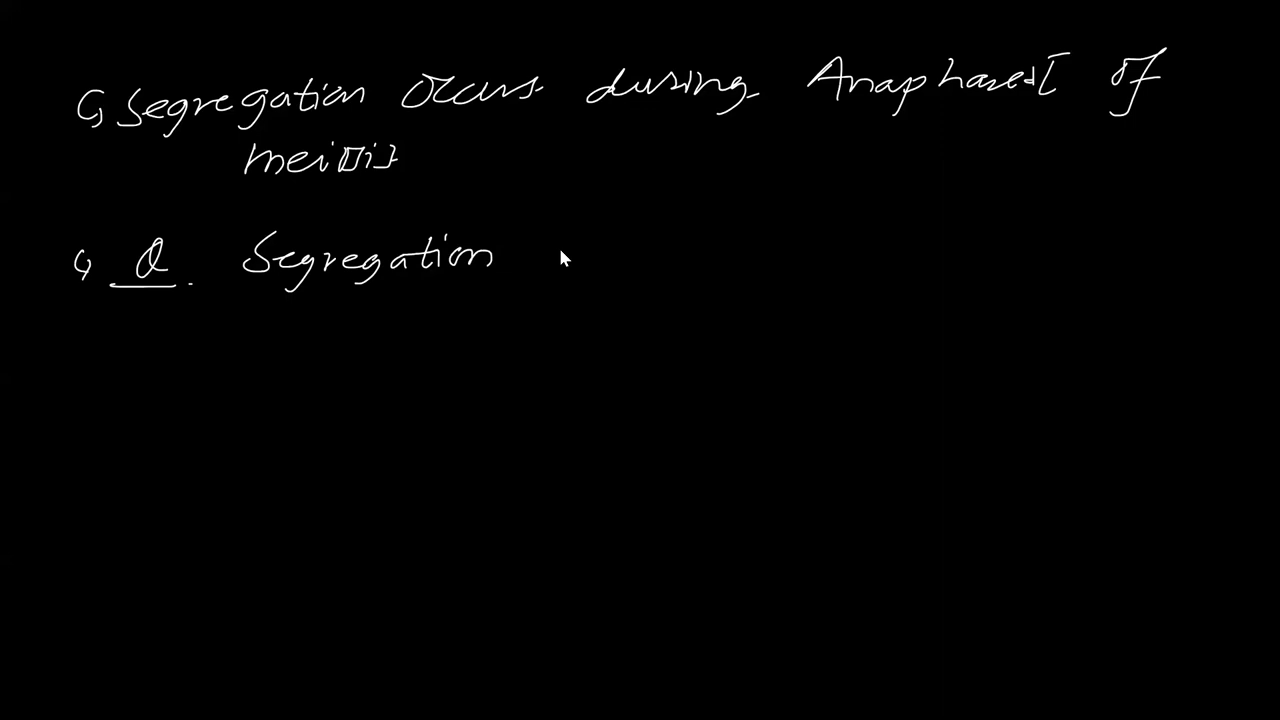 ↳ Segregation occurs during Anaphase-I of
meiosis
↳ Q. Segregation